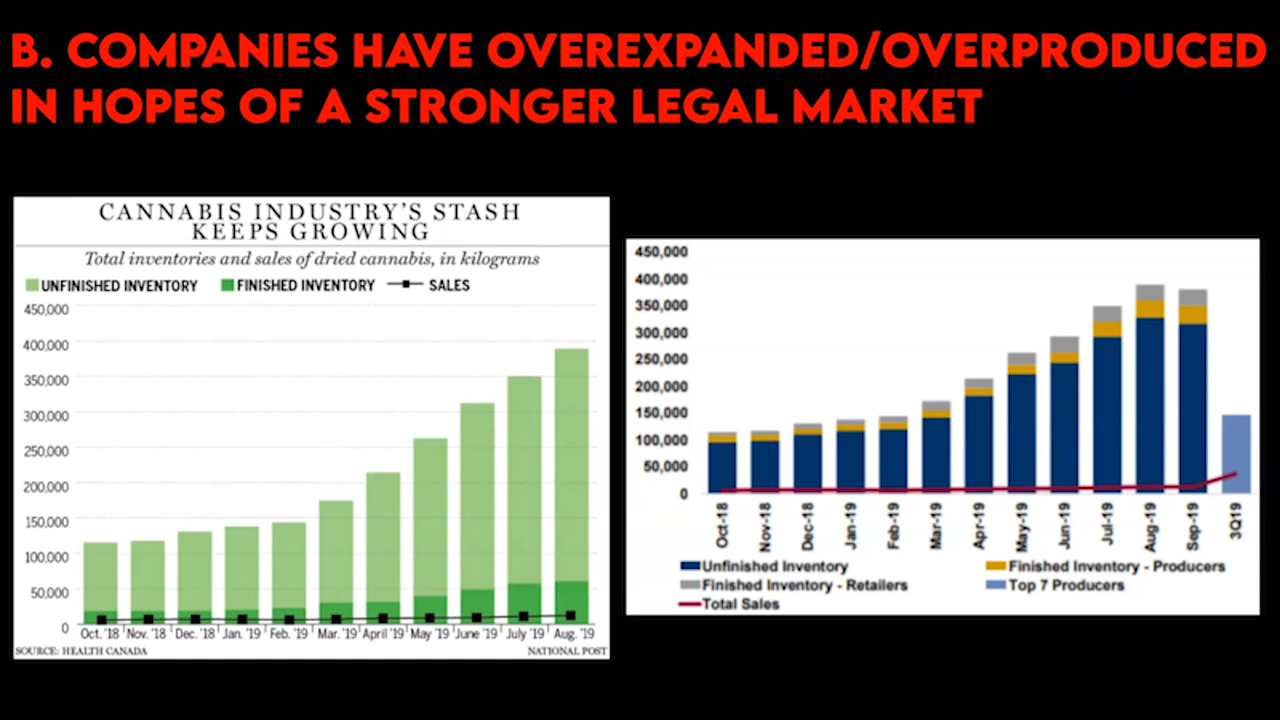 B. COMPANIES HAVE OVEREXPANDED/OVERPRODUCED
IN HOPES OF A STRONGER LEGAL MARKET
CANNABIS INDUSTRY'S STASH
KEEPS GROWING
Total inventories and sales of dried cannabis, in kilograms
UNFINISHED INVENTORY FINISHED INVENTORY SALES
450,000
400,000
350,000
300,000
250,000
200,000
150,000
100,000
50,000
0
Oct. '18 Nov. '18 Dec. '18 Jan. '19 Feb. '19 Mar. '19 April '19 May '19 June '19 July '19 Aug. '19
SOURCE: HEALTH CANADA NATIONAL POST
450,000
400,000
350,000
300,000
250,000
200,000
150,000
100,000
50,000
0
Oct-18 Nov-18 Dec-18 Jan-19 Feb-19 Mar-19 Apr-19 May-19 Jun-19 Jul-19 Aug-19 Sep-19 3Q19
Unfinished Inventory Finished Inventory - Producers
Finished Inventory - Retailers Top 7 Producers
Total Sales